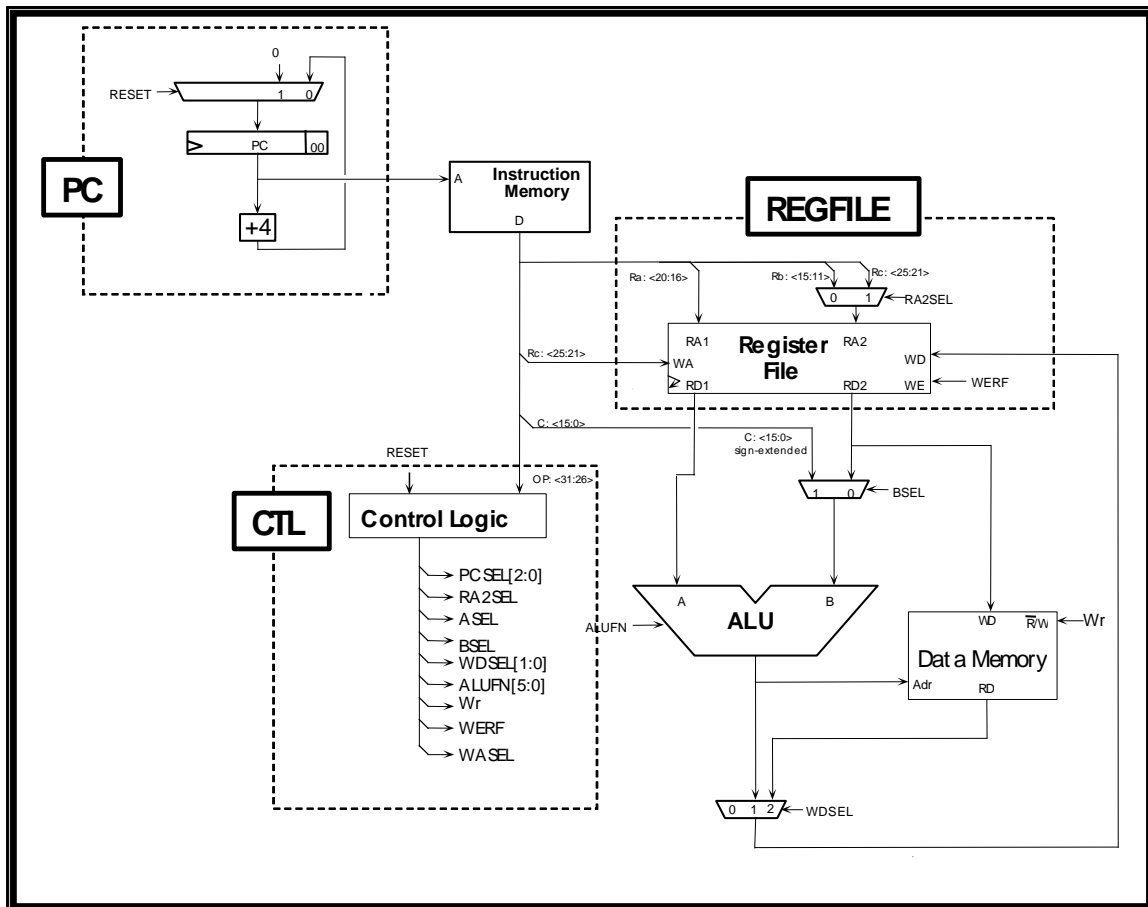 0
RESET
1 0
PC 00
PC
+4
A Instruction
Memory
D
REGFILE
Ra: <20:16>
Rb: <15:11>
Rc: <25:21>
0 1
RA2SEL
RA1 Register RA2
File
WA
WD
RD1 RD2 WE
WERF
Rc: <25:21>
C: <15:0>
C: <15:0>
sign-extended
RESET
OP: <31:26>
1 0
BSEL
CTL
Control Logic
PCSEL[2:0]
RA2SEL
ASEL
BSEL
WDSEL[1:0]
ALUFN[5:0]
Wr
WERF
WASEL
A B
ALU
ALUFN
WD R/W
Wr
Data Memory
Adr RD
0 1 2
WDSEL